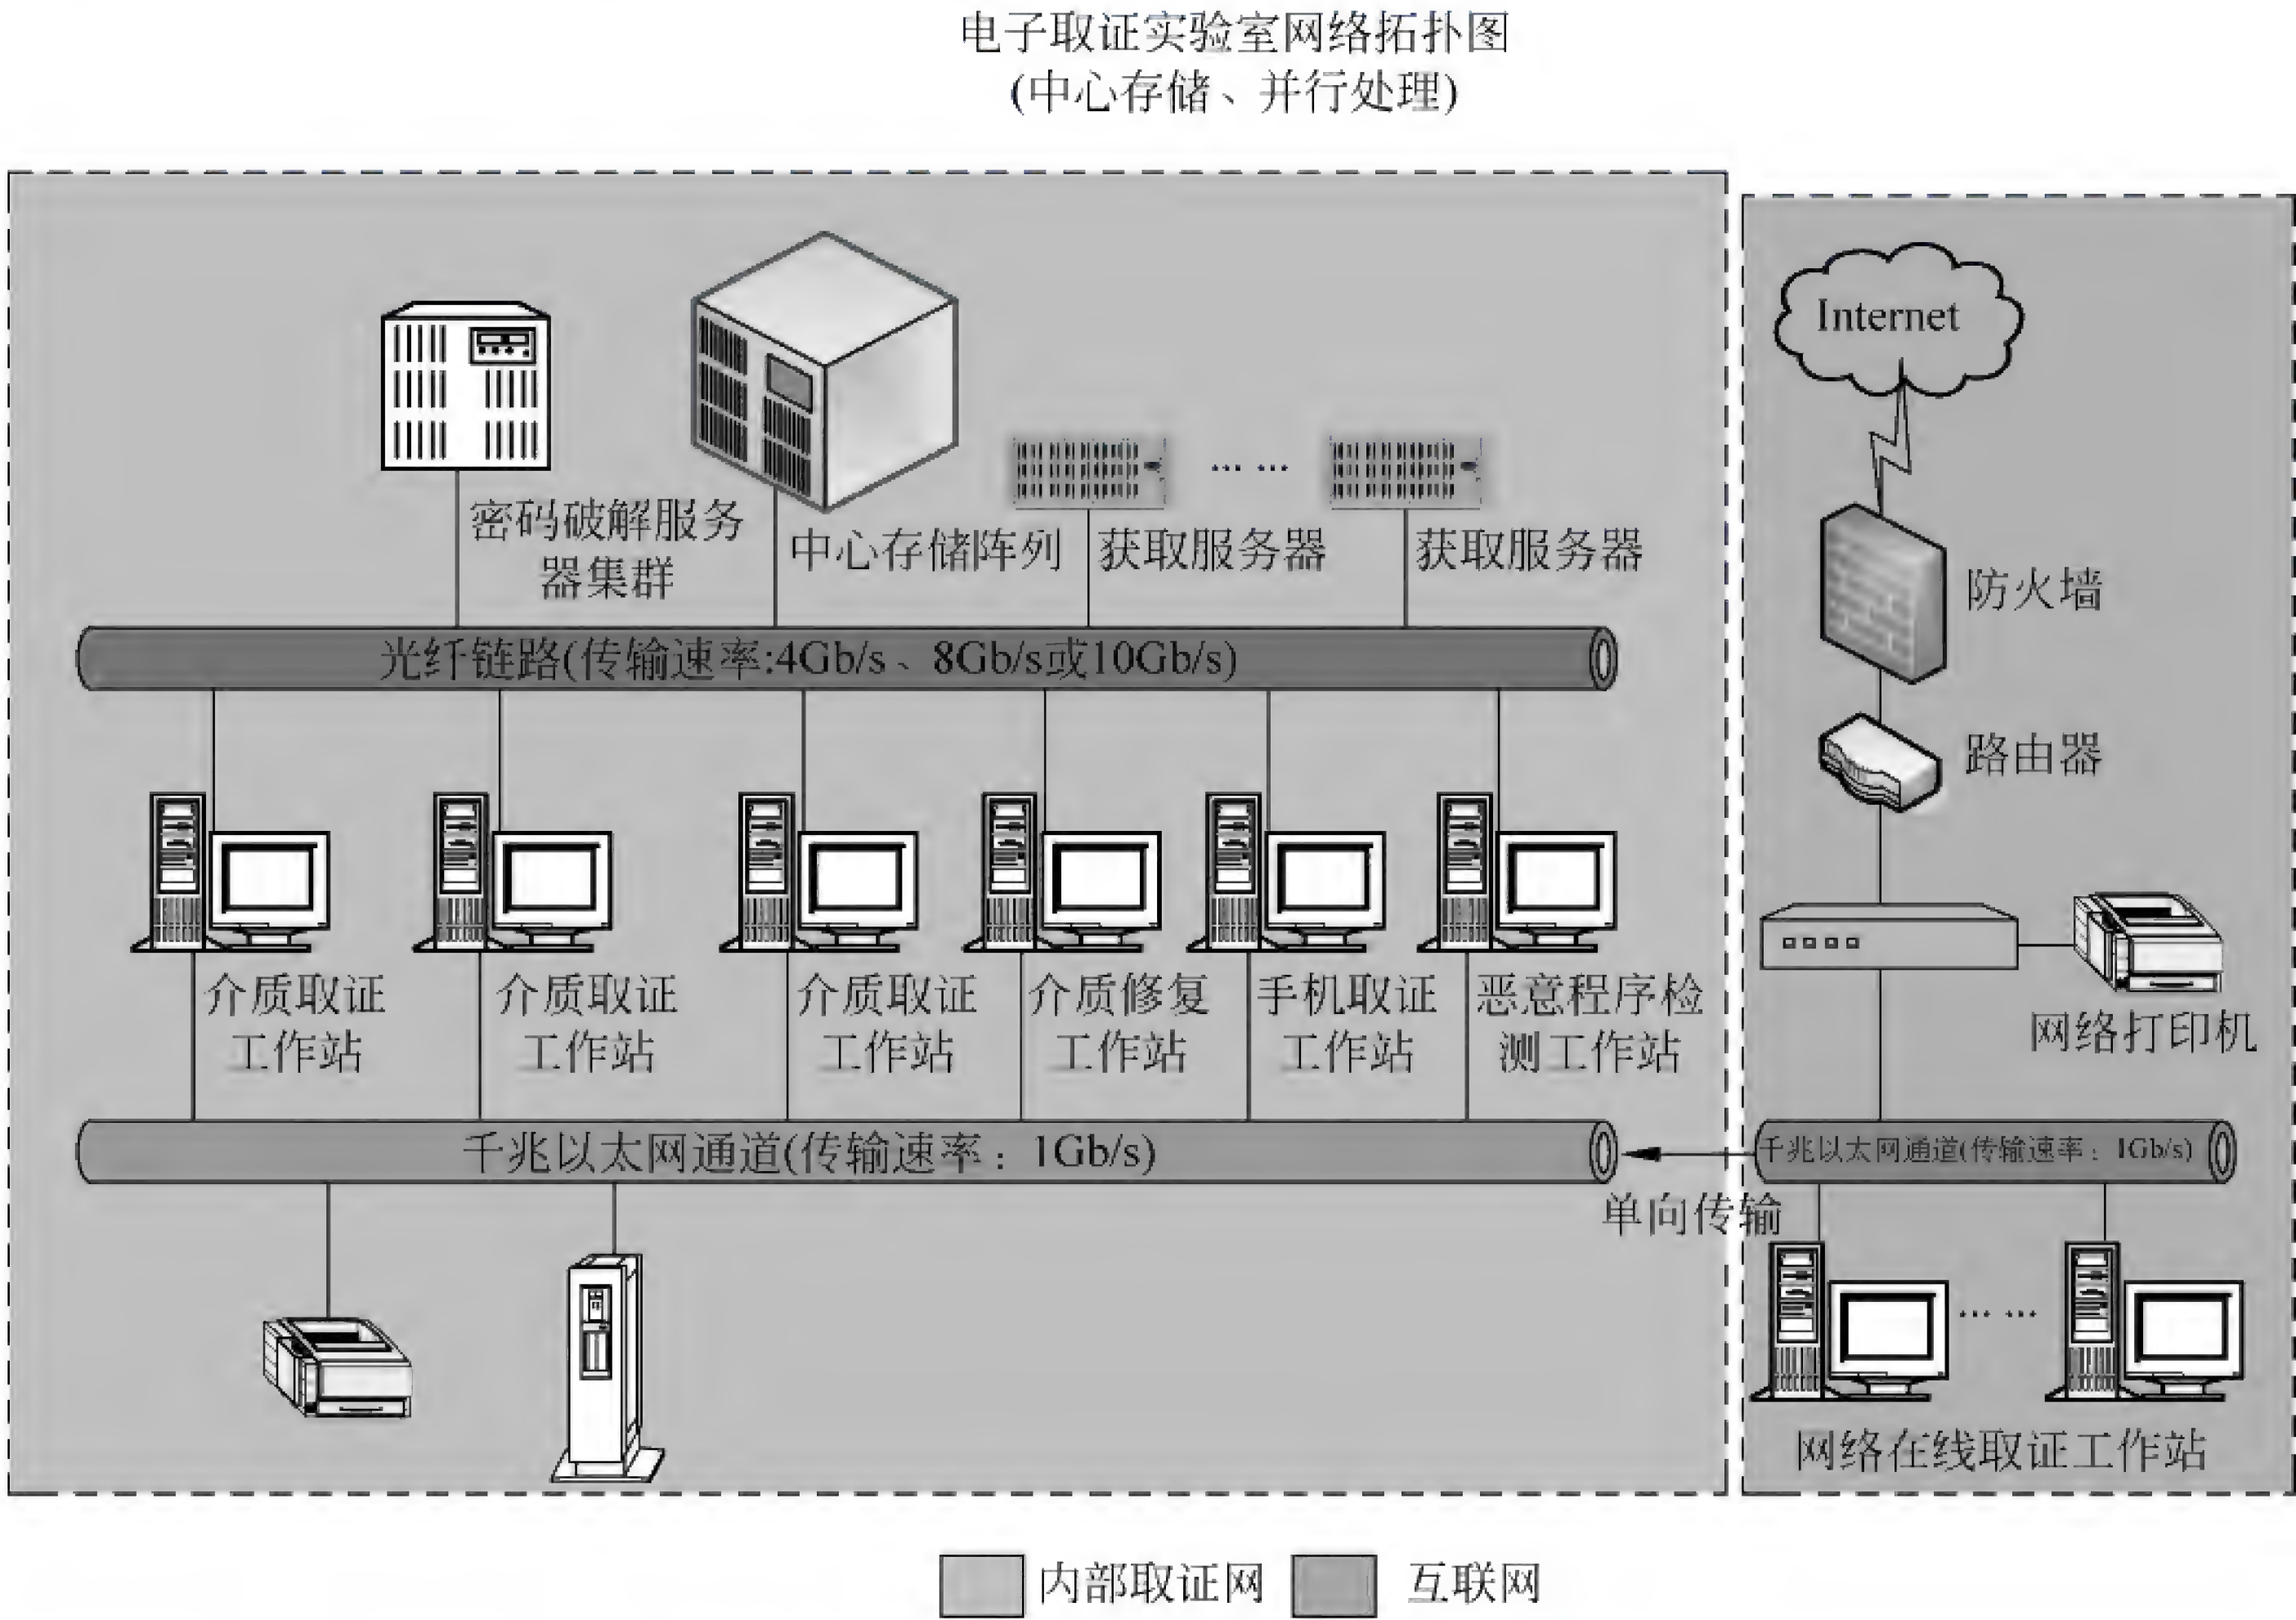 电子取证实验室网络拓扑图
(中心存储、并行处理)
Internet
密码破解服务
器集群
中心存储阵列
获取服务器
… …
获取服务器
防火墙
光纤链路(传输速率:4Gb/s、8Gb/s或10Gb/s)
路由器
介质取证
工作站
介质取证
工作站
介质取证
工作站
介质修复
工作站
手机取证
工作站
恶意程序检
测工作站
网络打印机
千兆以太网通道(传输速率：1Gb/s)
千兆以太网通道(传输速率：1Gb/s)
单向传输
… …
网络在线取证工作站
内部取证网
互联网